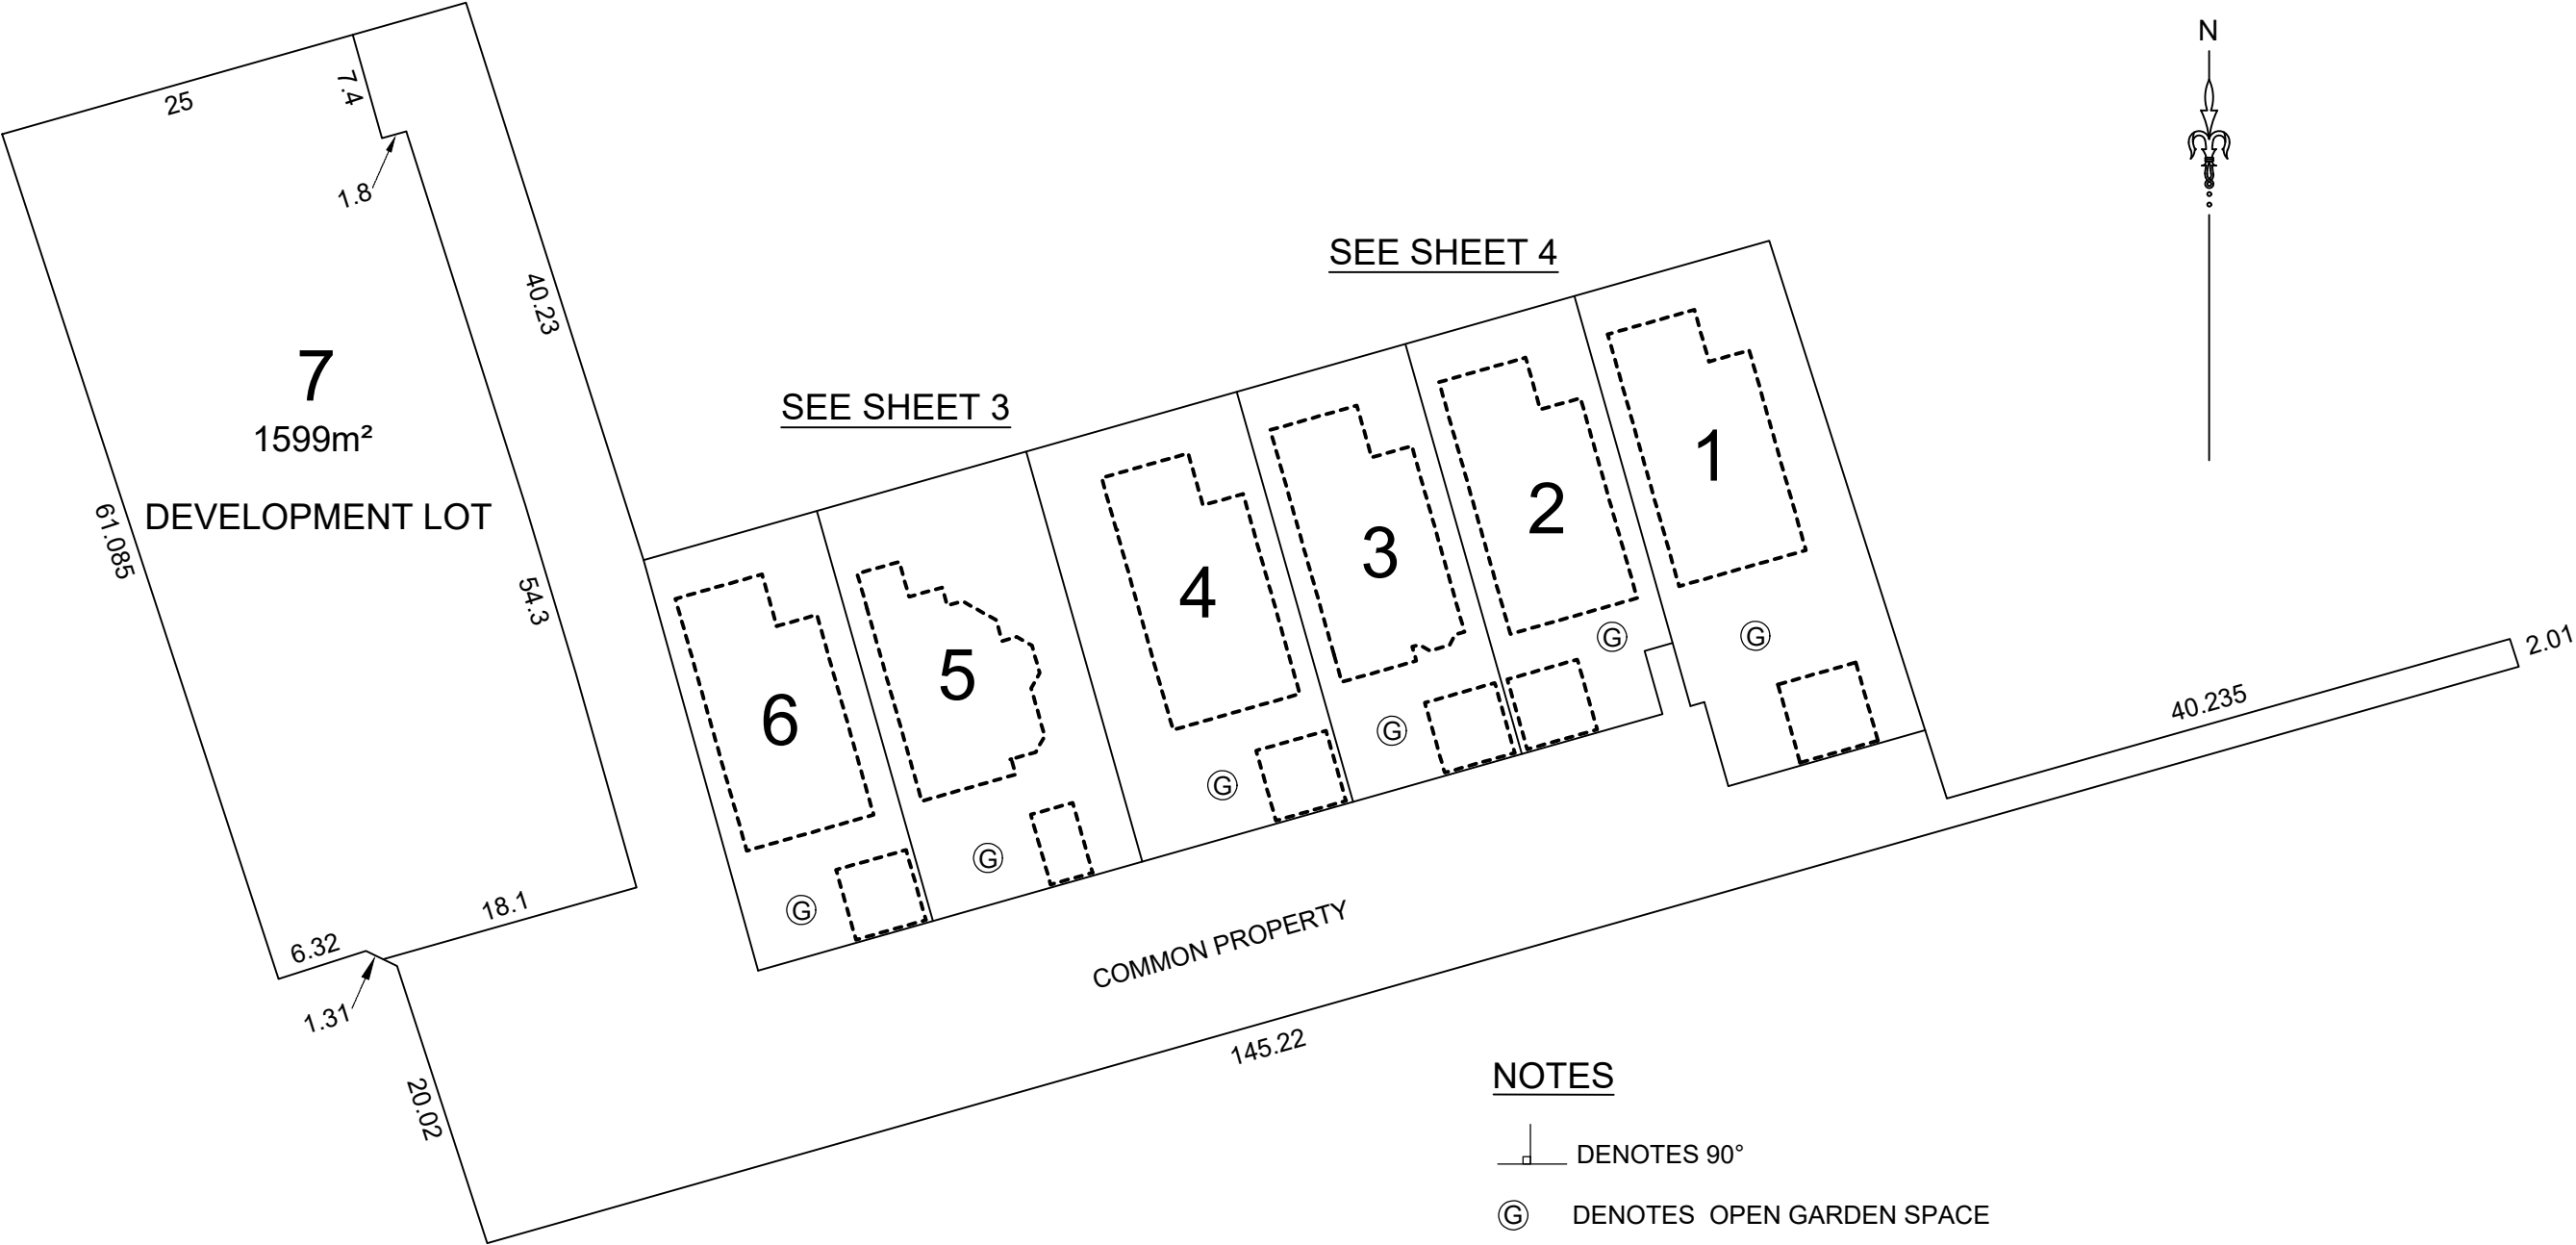 N
25
7.4
1.8
40.23
SEE SHEET 4
7
1599m²
DEVELOPMENT LOT
61.085
54.3
SEE SHEET 3
1
2
3
4
5
6
G
G
G
G
G
G
2.01
40.235
18.1
6.32
1.31
20.02
COMMON PROPERTY
145.22
NOTES
DENOTES 90°
G DENOTES OPEN GARDEN SPACE